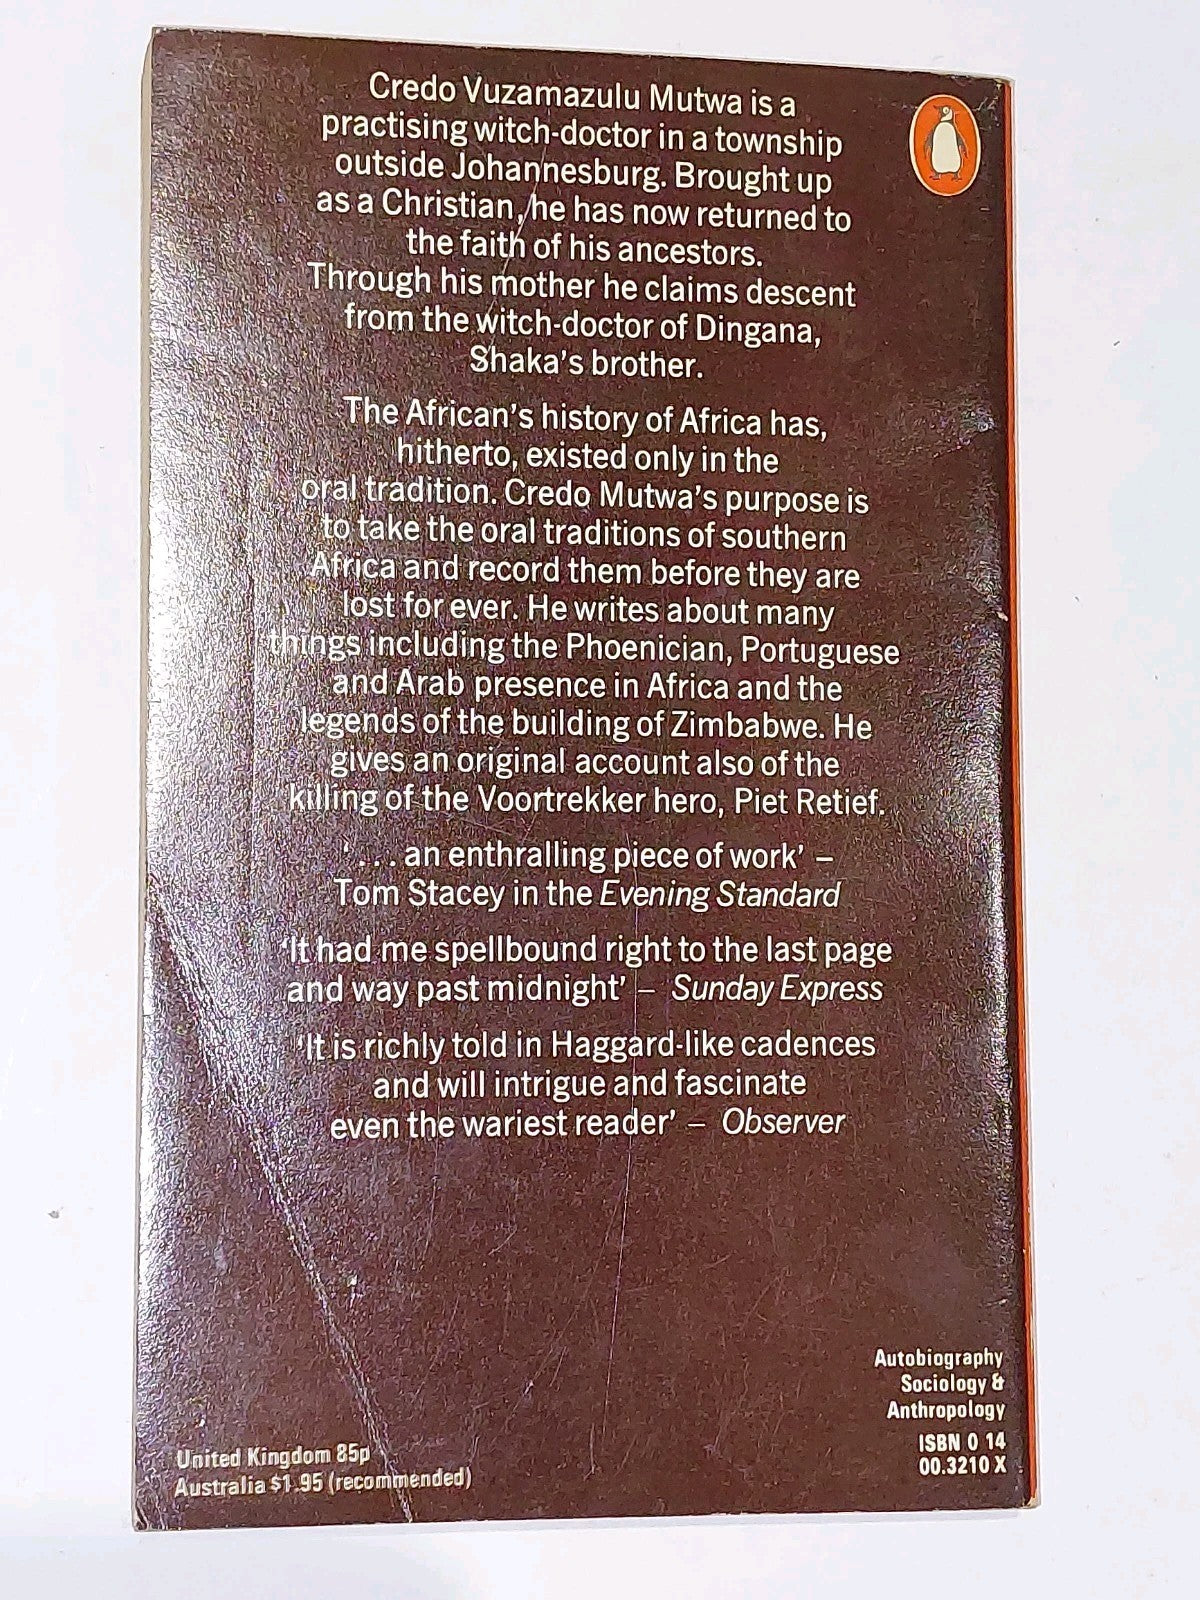 Credo Vuzamazulu Mutwa is a
practising witch-doctor in a township
outside Johannesburg. Brought up
as a Christian, he has now returned to
the faith of his ancestors.
Through his mother he claims descent
from the witch-doctor of Dingana,
Shaka's brother.
The African's history of Africa has,
hitherto, existed only in the
oral tradition. Credo Mutwa's purpose is
to take the oral traditions of southern
Africa and record them before they are
lost for ever. He writes about many
things including the Phoenician, Portuguese
and Arab presence in Africa and the
legends of the building of Zimbabwe. He
gives an original account also of the
killing of the Voortrekker hero, Piet Retief.
'... an enthralling piece of work' –
Tom Stacey in the Evening Standard
'It had me spellbound right to the last page
and way past midnight' – Sunday Express
'It is richly told in Haggard-like cadences
and will intrigue and fascinate
even the wariest reader' – Observer
Autobiography
Sociology &
Anthropology
ISBN 0 14
00.3210 X
United Kingdom 85p
Australia $1.95 (recommended)